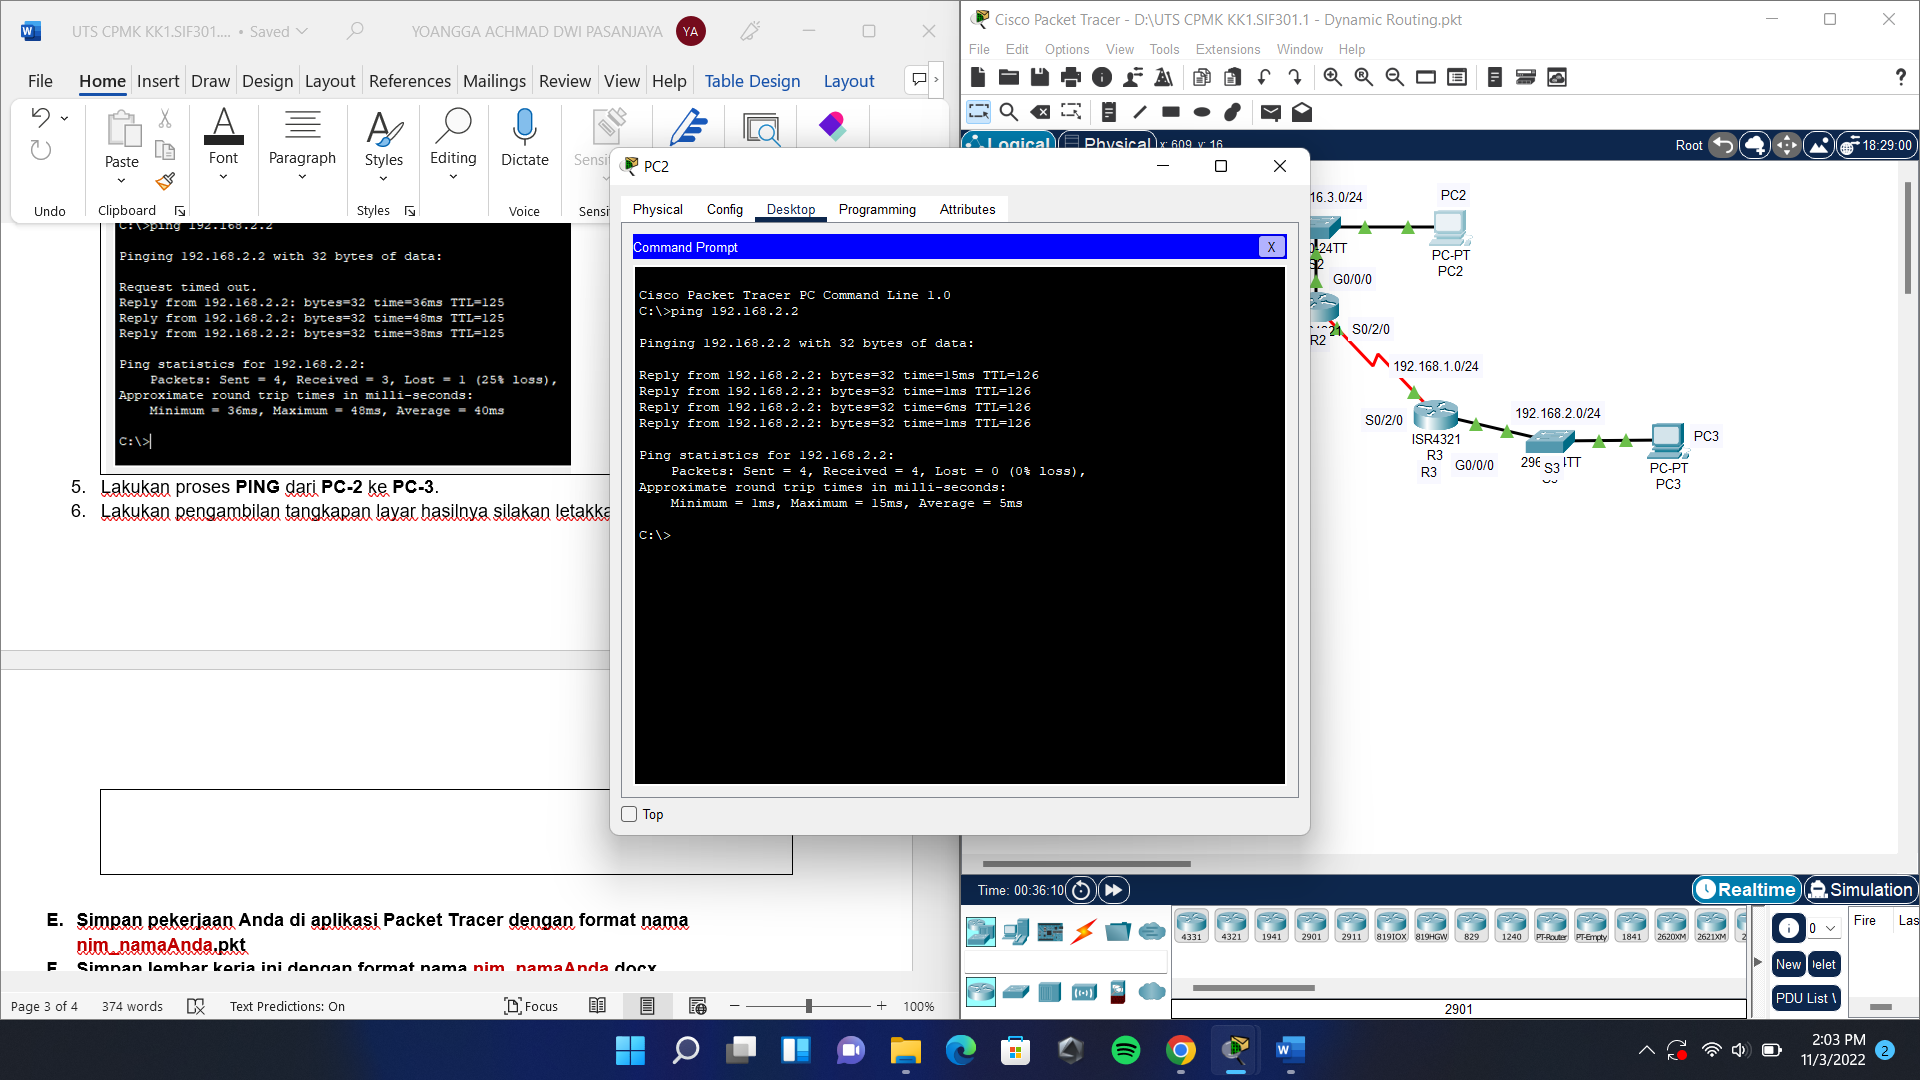 UTS CPMK KK1.SIF301.... • Saved
YOANGGA ACHMAD DWI PASANJAYA
YA
File Home Insert Draw Design Layout References Mailings Review View Help Table Design Layout
Paste
Font
Paragraph
Styles
Editing
Dictate
Undo
Clipboard
Styles
Voice
C:\>ping 192.168.2.2
Pinging 192.168.2.2 with 32 bytes of data:
Request timed out.
Reply from 192.168.2.2: bytes=32 time=36ms TTL=125
Reply from 192.168.2.2: bytes=32 time=48ms TTL=125
Reply from 192.168.2.2: bytes=32 time=38ms TTL=125
Ping statistics for 192.168.2.2:
Packets: Sent = 4, Received = 3, Lost = 1 (25% loss),
Approximate round trip times in milli-seconds:
Minimum = 36ms, Maximum = 48ms, Average = 40ms
C:\>
5. Lakukan proses PING dari PC-2 ke PC-3.
6. Lakukan pengambilan tangkapan layar hasilnya silakan letakka
E. Simpan pekerjaan Anda di aplikasi Packet Tracer dengan format nama
nim_namaAnda.pkt
F. Simpan lembar kerja ini dengan format nama nim_namaAnda.docx
Page 3 of 4 374 words Text Predictions: On Focus 100%
PC2
Physical Config Desktop Programming Attributes
Command Prompt
X
Cisco Packet Tracer PC Command Line 1.0
C:\>ping 192.168.2.2
Pinging 192.168.2.2 with 32 bytes of data:
Reply from 192.168.2.2: bytes=32 time=15ms TTL=126
Reply from 192.168.2.2: bytes=32 time=1ms TTL=126
Reply from 192.168.2.2: bytes=32 time=6ms TTL=126
Reply from 192.168.2.2: bytes=32 time=1ms TTL=126
Ping statistics for 192.168.2.2:
Packets: Sent = 4, Received = 4, Lost = 0 (0% loss),
Approximate round trip times in milli-seconds:
Minimum = 1ms, Maximum = 15ms, Average = 5ms
C:\>
Top
Cisco Packet Tracer - D:\UTS CPMK KK1.SIF301.1 - Dynamic Routing.pkt
File Edit Options View Tools Extensions Window Help
?
Logical Physical x: 609, y: 16
Root
18:29:00
16.3.0/24
PC2
PC-PT
PC2
G0/0/0
R2
S0/2/0
192.168.1.0/24
S0/2/0
ISR4321
R3
R3
G0/0/0
192.168.2.0/24
S3
PC3
PC-PT
PC3
Time: 00:36:10
Realtime Simulation
4331 4321 1941 2901 2911 819IOX 819HGW 829 1240 PT-Router PT-Empty 1841 2620XM 2621XM
2901
0
New
PDU List
Fire Las
2:03 PM
11/3/2022
2